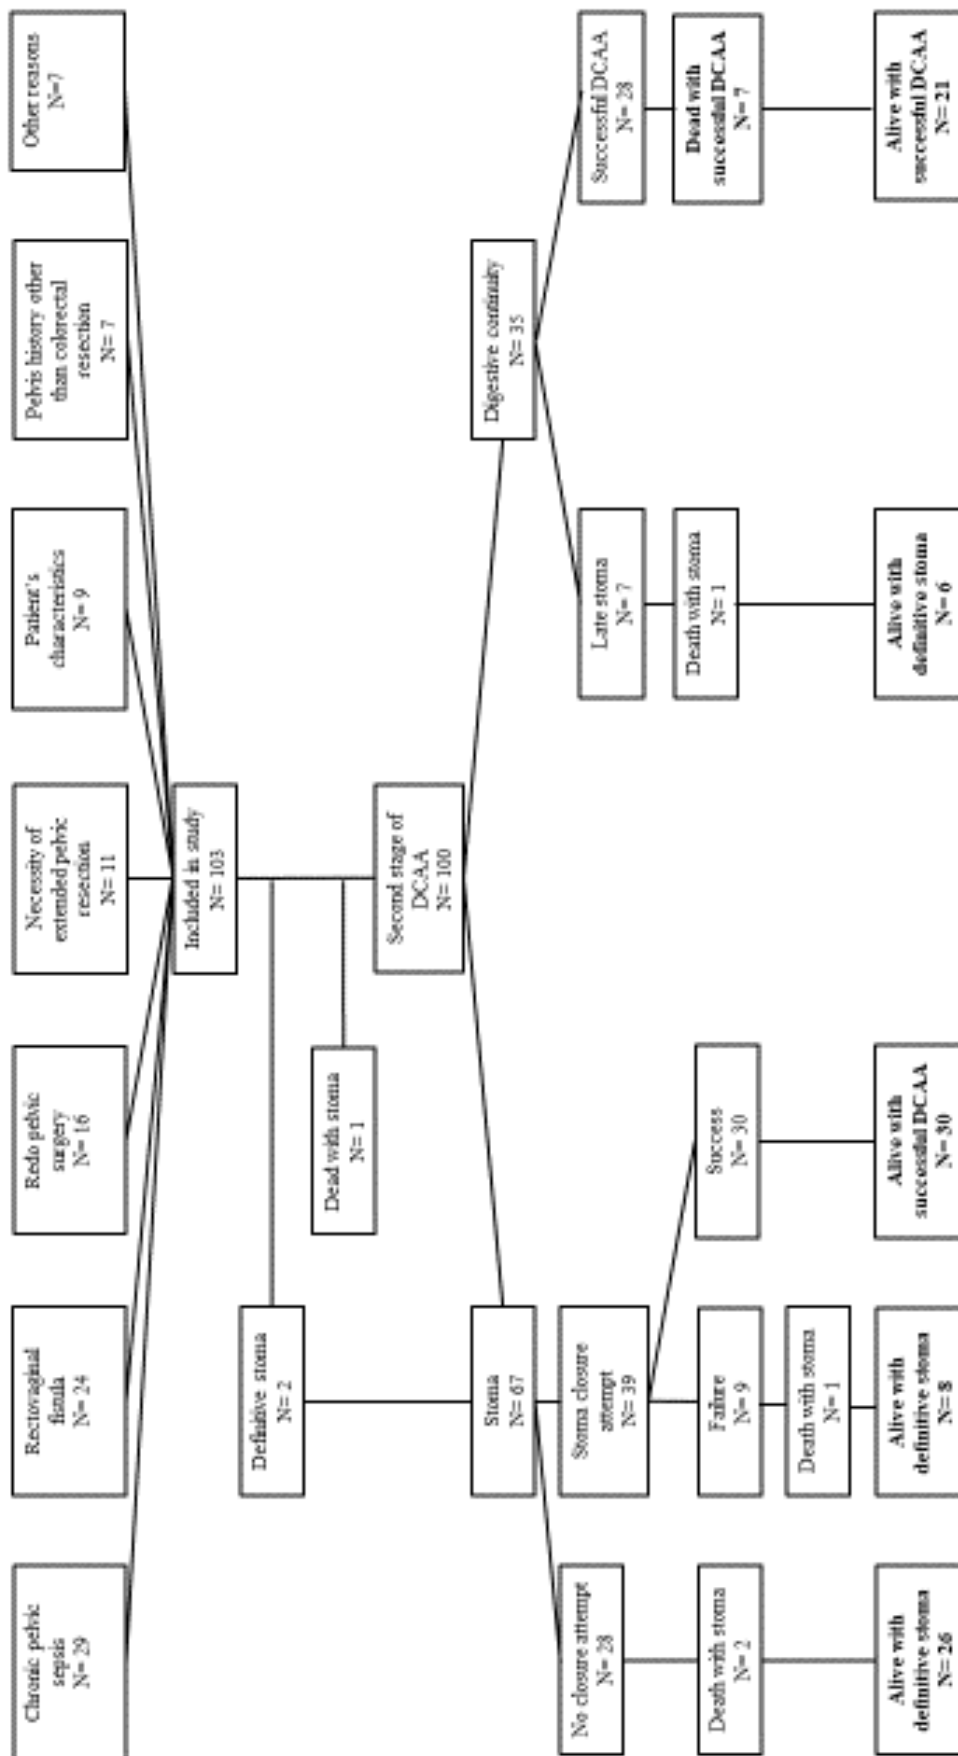 Chronic pelvic
sepsis
N= 29
Rectovaginal
fistula
N= 24
Redo pelvic
surgery
N= 16
Necessity of
extended pelvic
resection
N= 11
Patient's
characteristics
N= 9
Pelvis history other
than colorectal
resection
N= 7
Other reasons
N=7
Included in study
N= 103
Definitive stoma
N= 2
Dead with stoma
N= 1
Second stage of
DCAA
N= 100
Stoma
N= 67
Digestive continuity
N= 35
No closure attempt
N= 28
Stoma closure
attempt
N= 39
Late stoma
N= 7
Successful DCAA
N= 28
Death with stoma
N= 2
Failure
N= 9
Success
N= 30
Death with stoma
N= 1
Dead with
successful DCAA
N= 7
Death with stoma
N= 1
Alive with
definitive stoma
N= 26
Alive with
definitive stoma
N= 8
Alive with
successful DCAA
N= 30
Alive with
definitive stoma
N= 6
Alive with
successful DCAA
N= 21